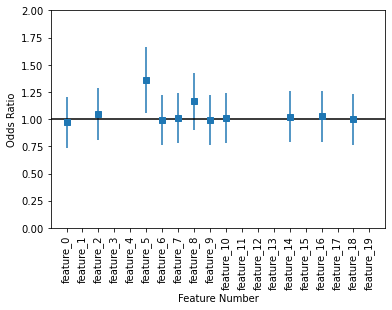 2.00
1.75
1.50
1.25
1.00
0.75
0.50
0.25
0.00
Odds Ratio
feature_0
feature_1
feature_2
feature_3
feature_4
feature_5
feature_6
feature_7
feature_8
feature_9
feature_10
feature_11
feature_12
feature_13
feature_14
feature_15
feature_16
feature_17
feature_18
feature_19
Feature Number